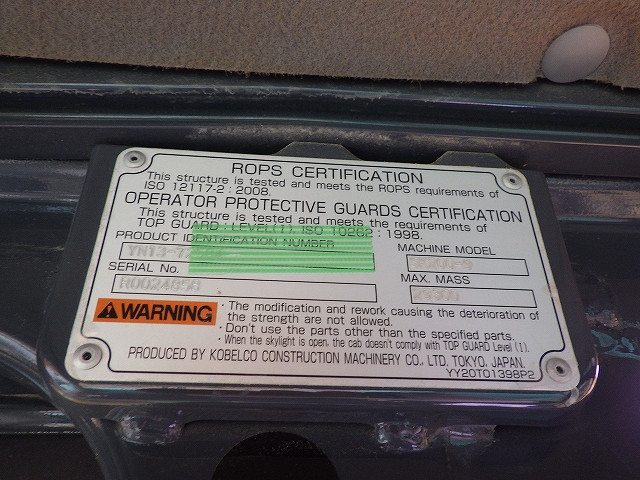 ROPS CERTIFICATION
This structure is tested and meets the ROPS requirements of
ISO 12117-2 : 2008.
OPERATOR PROTECTIVE GUARDS CERTIFICATION
This structure is tested and meets the requirements of
TOP GUARD LEVEL(I), ISO 10262 : 1998.
PRODUCT IDENTIFICATION NUMBER
MACHINE MODEL
SERIAL No.
MAX. MASS
WARNING
· The modification and rework causing the deterioration of
the strength are not allowed.
· Don't use the parts other than the specified parts.
· When the skylight is open, the cab doesn't comply with TOP GUARD Level (I).
PRODUCED BY KOBELCO CONSTRUCTION MACHINERY CO., LTD. TOKYO, JAPAN.
YY20T01398P2